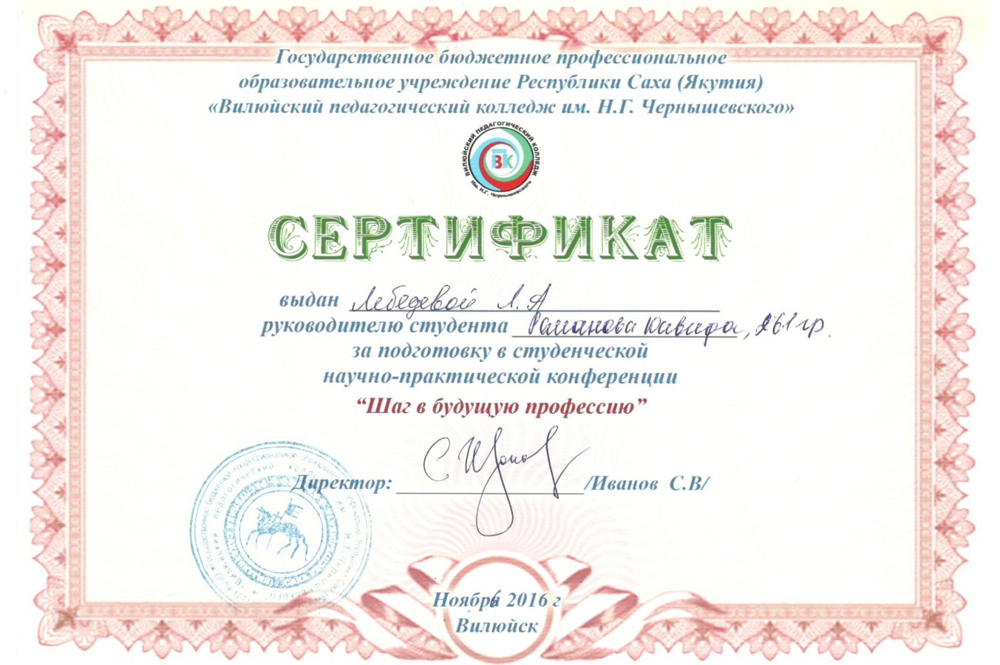 Государственное бюджетное профессиональное
образовательное учреждение Республики Саха (Якутия)
«Вилюйский педагогический колледж им. Н.Г. Чернышевского»
ВИЛЮЙСКИЙ ПЕДАГОГИЧЕСКИЙ КОЛЛЕДЖ
им. Н.Г. Чернышевского
ВПК
СЕРТИФИКАТ
выдан Лебедевой Л.А
руководителю студента Романова Давида, 261 гр.
за подготовку в студенческой
научно-практической конференции
“Шаг в будущую профессию”
С Иванов
Директор: /Иванов С.В/
Ноябрь 2016 г
Вилюйск